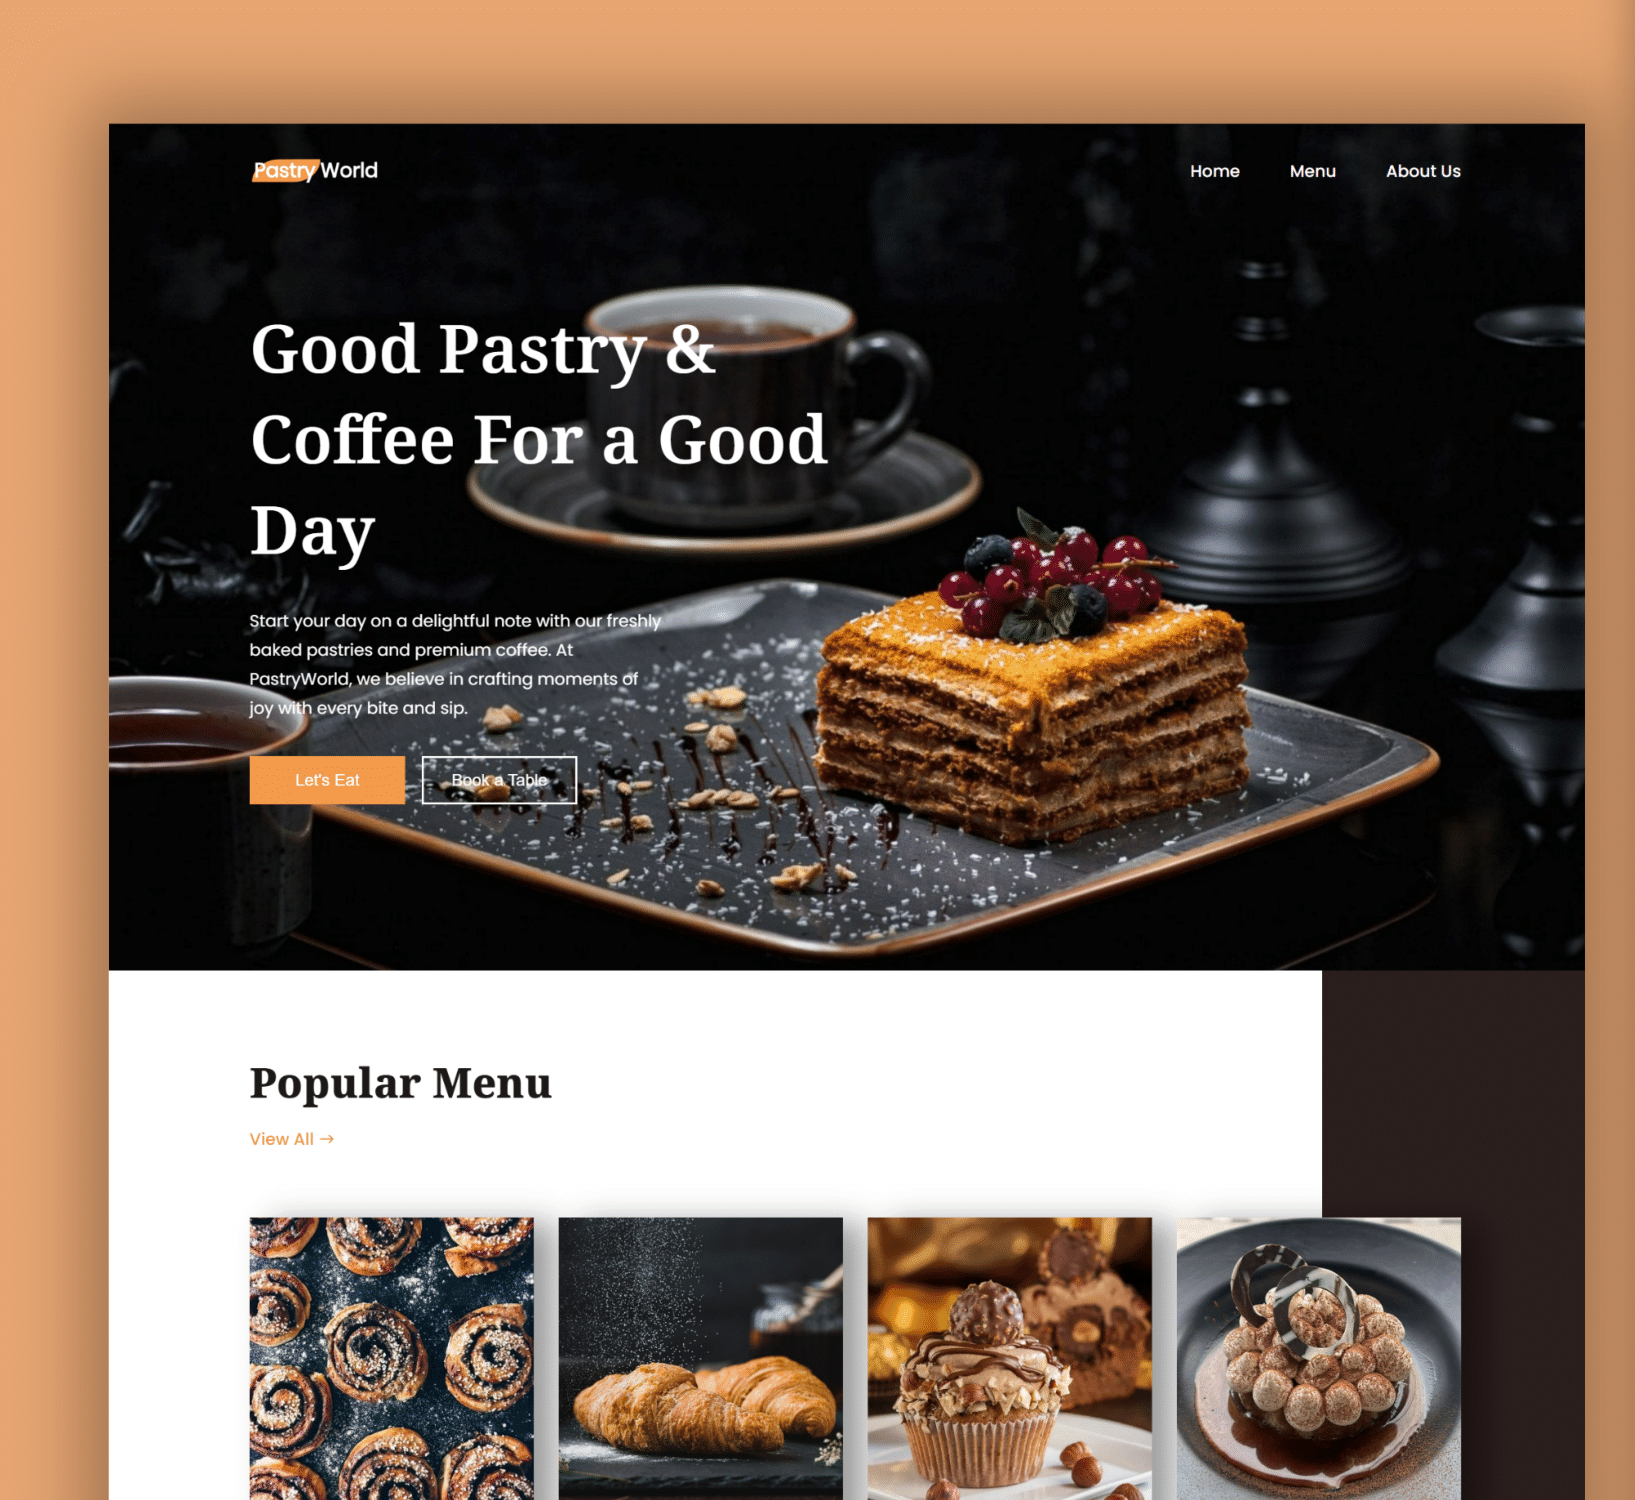 Pastry World
Home
Menu
About Us
Good Pastry &
Coffee For a Good
Day
Start your day on a delightful note with our freshly
baked pastries and premium coffee. At
PastryWorld, we believe in crafting moments of
joy with every bite and sip.
Let's Eat
Book a Table
Popular Menu
View All →